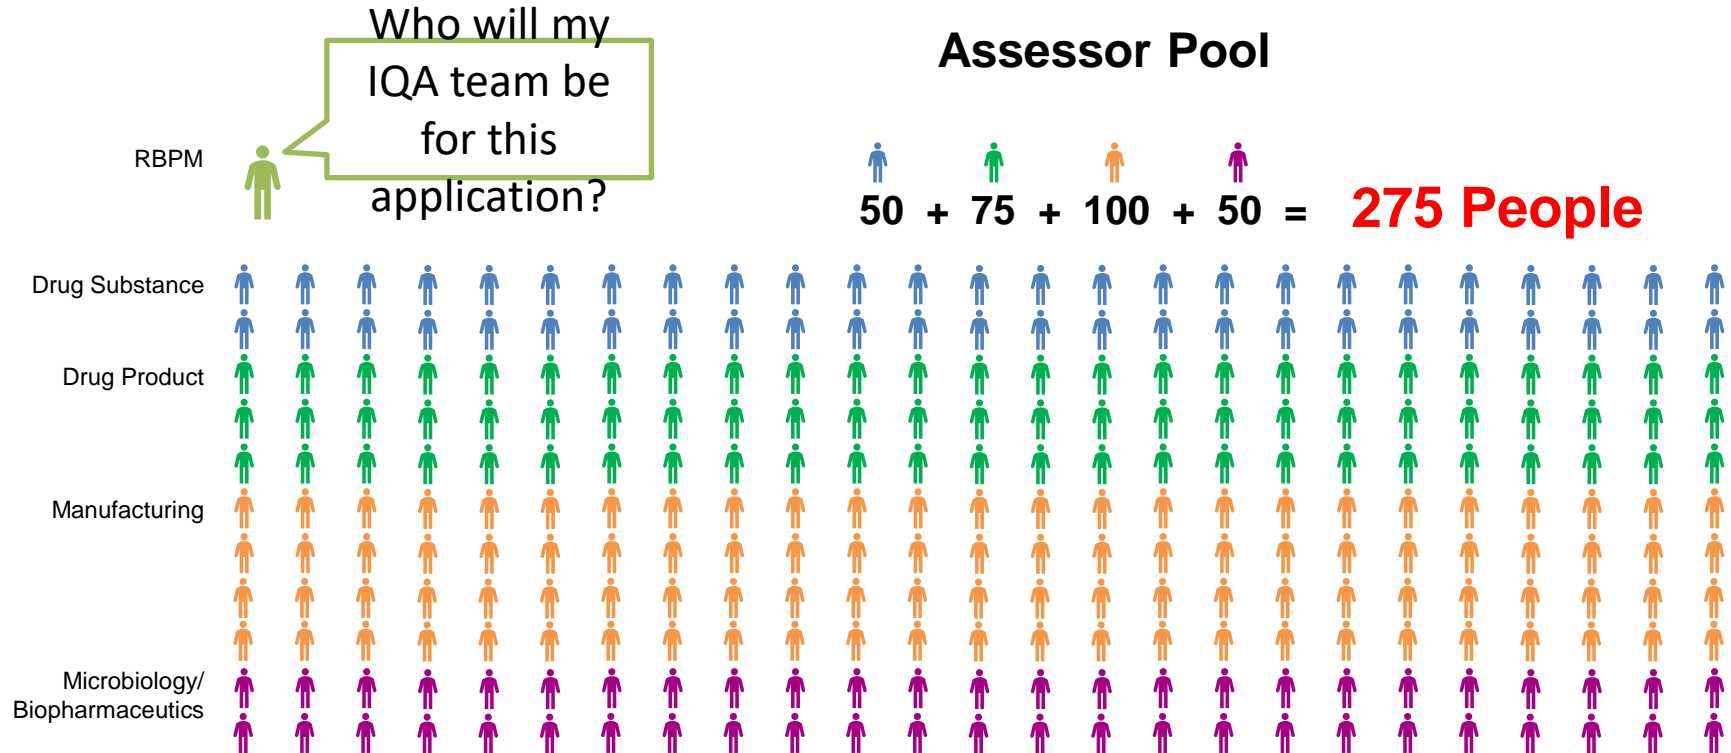 Who will my
IQA team be
for this
application?
Assessor Pool
RBPM
50 + 75 + 100 + 50 = 275 People
Drug Substance
Drug Product
Manufacturing
Microbiology/
Biopharmaceutics